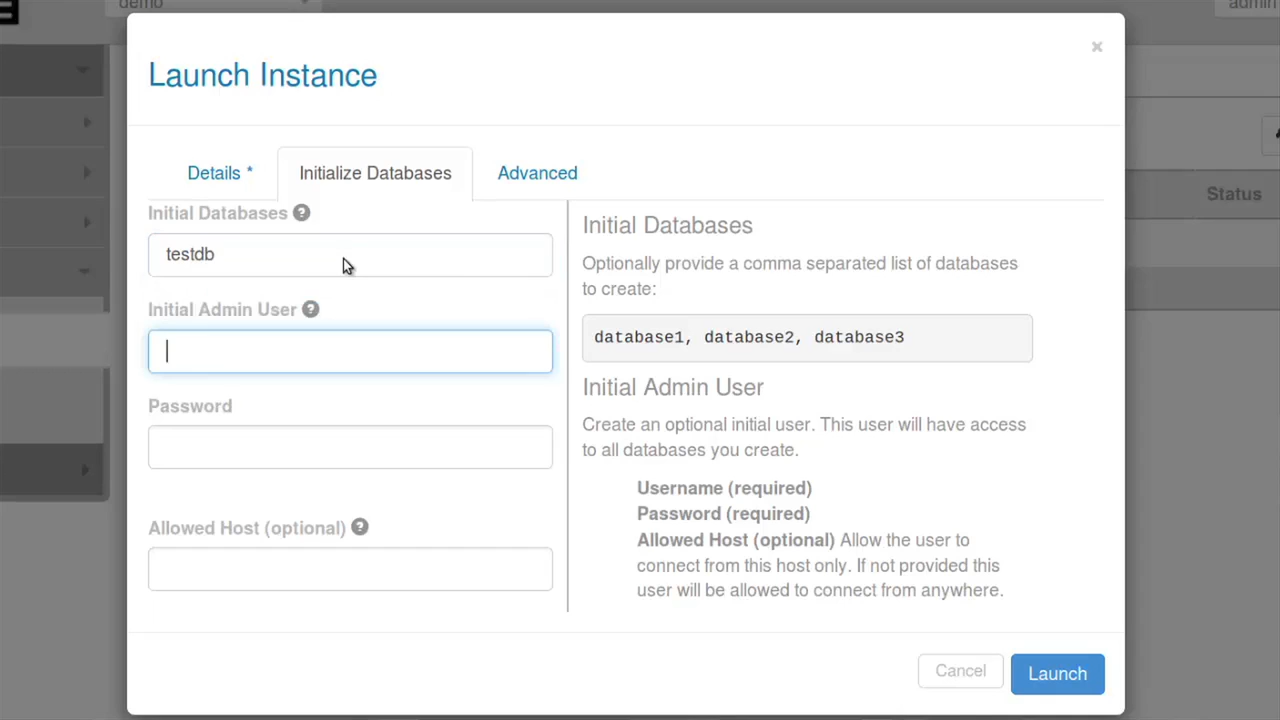 demo
admin
×
Launch Instance
Details *
Initialize Databases
Advanced
Status
Initial Databases ?
testdb
Initial Admin User ?
Password
Allowed Host (optional) ?
Initial Databases
Optionally provide a comma separated list of databases
to create:
database1, database2, database3
Initial Admin User
Create an optional initial user. This user will have access
to all databases you create.
Username (required)
Password (required)
Allowed Host (optional) Allow the user to
connect from this host only. If not provided this
user will be allowed to connect from anywhere.
Cancel
Launch